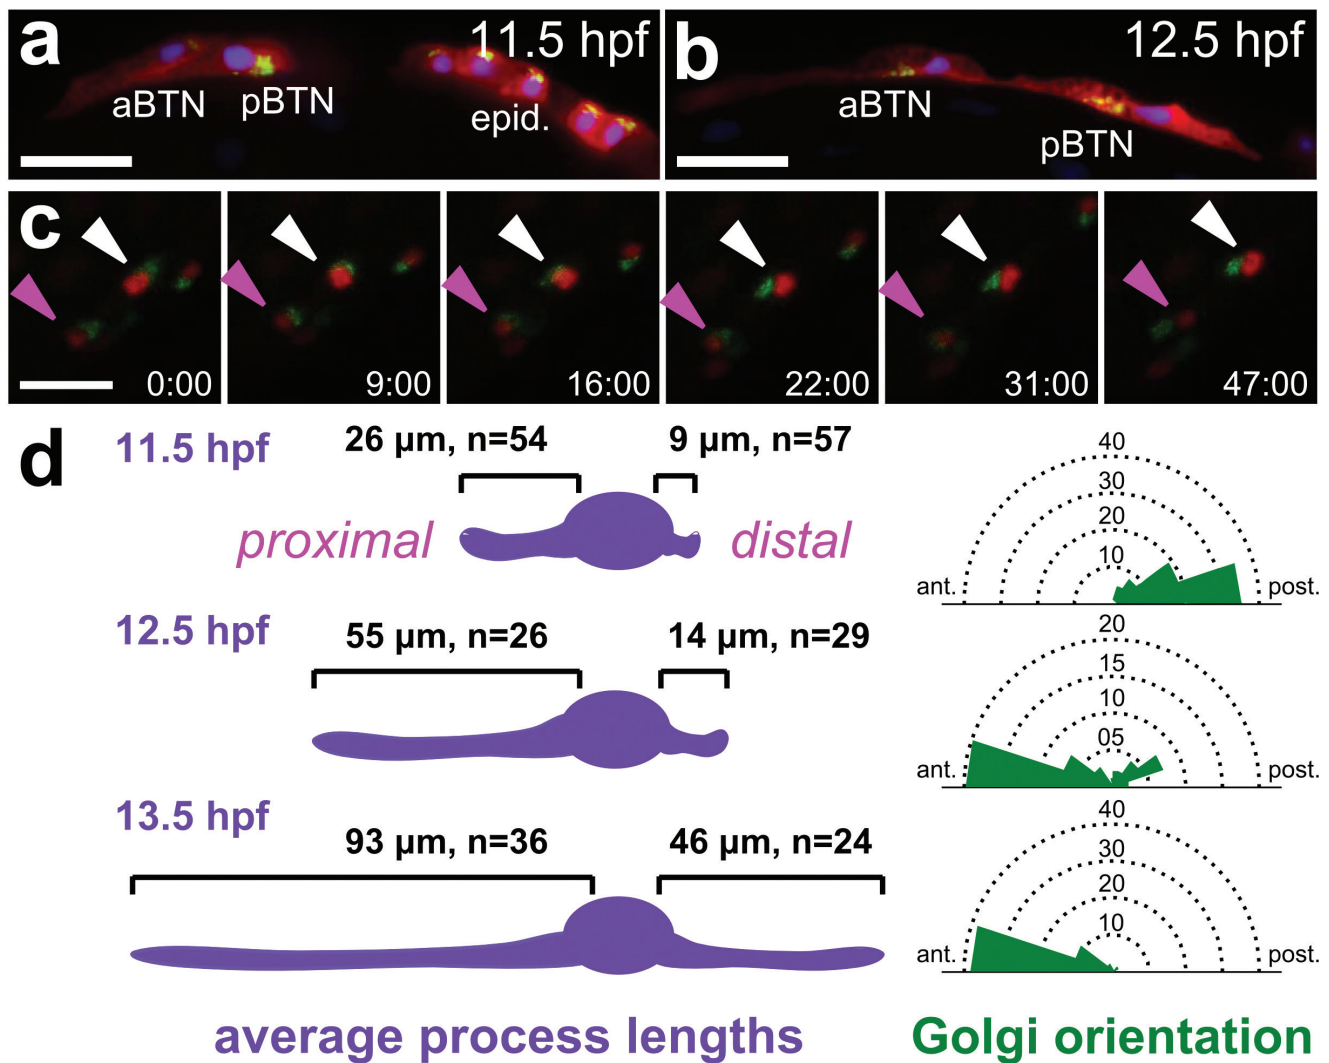 a
11.5 hpf
aBTN
pBTN
epid.
b
12.5 hpf
aBTN
pBTN
c
0:00
9:00
16:00
22:00
31:00
47:00
d
11.5 hpf
26 µm, n=54
9 µm, n=57
proximal
distal
40
30
20
10
ant.
post.
12.5 hpf
55 µm, n=26
14 µm, n=29
20
15
10
05
ant.
post.
13.5 hpf
93 µm, n=36
46 µm, n=24
40
30
20
10
ant.
post.
average process lengths
Golgi orientation